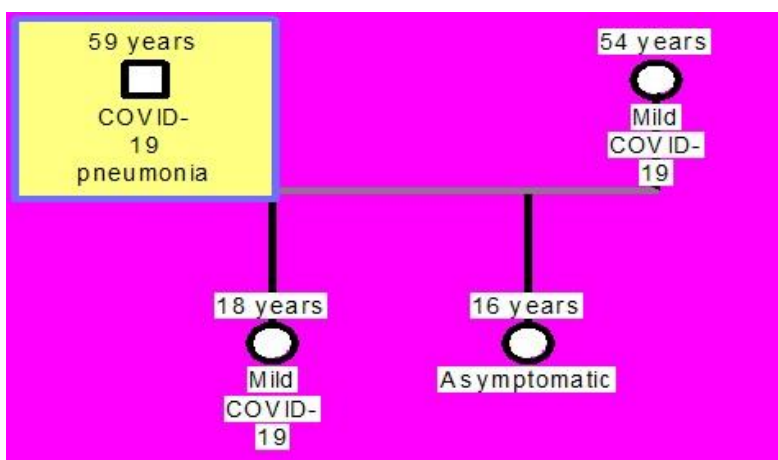 59 years
COVID-
19
pneumonia
54 years
Mild
COVID-
19
18 years
Mild
COVID-
19
16 years
Asymptomatic